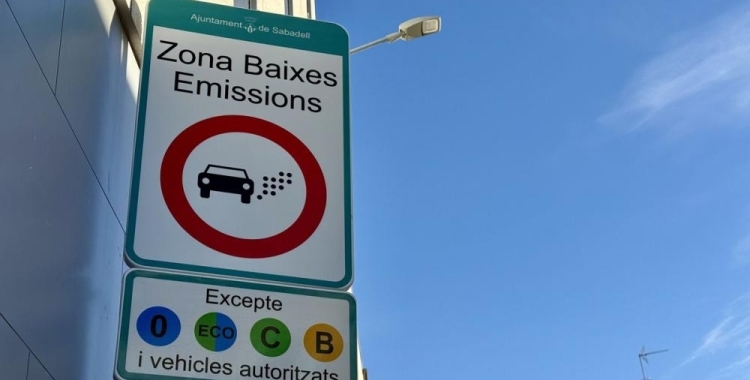 Ajuntament de Sabadell
Zona Baixes
Emissions
Excepte
0 ECO C B
i vehicles autoritzats